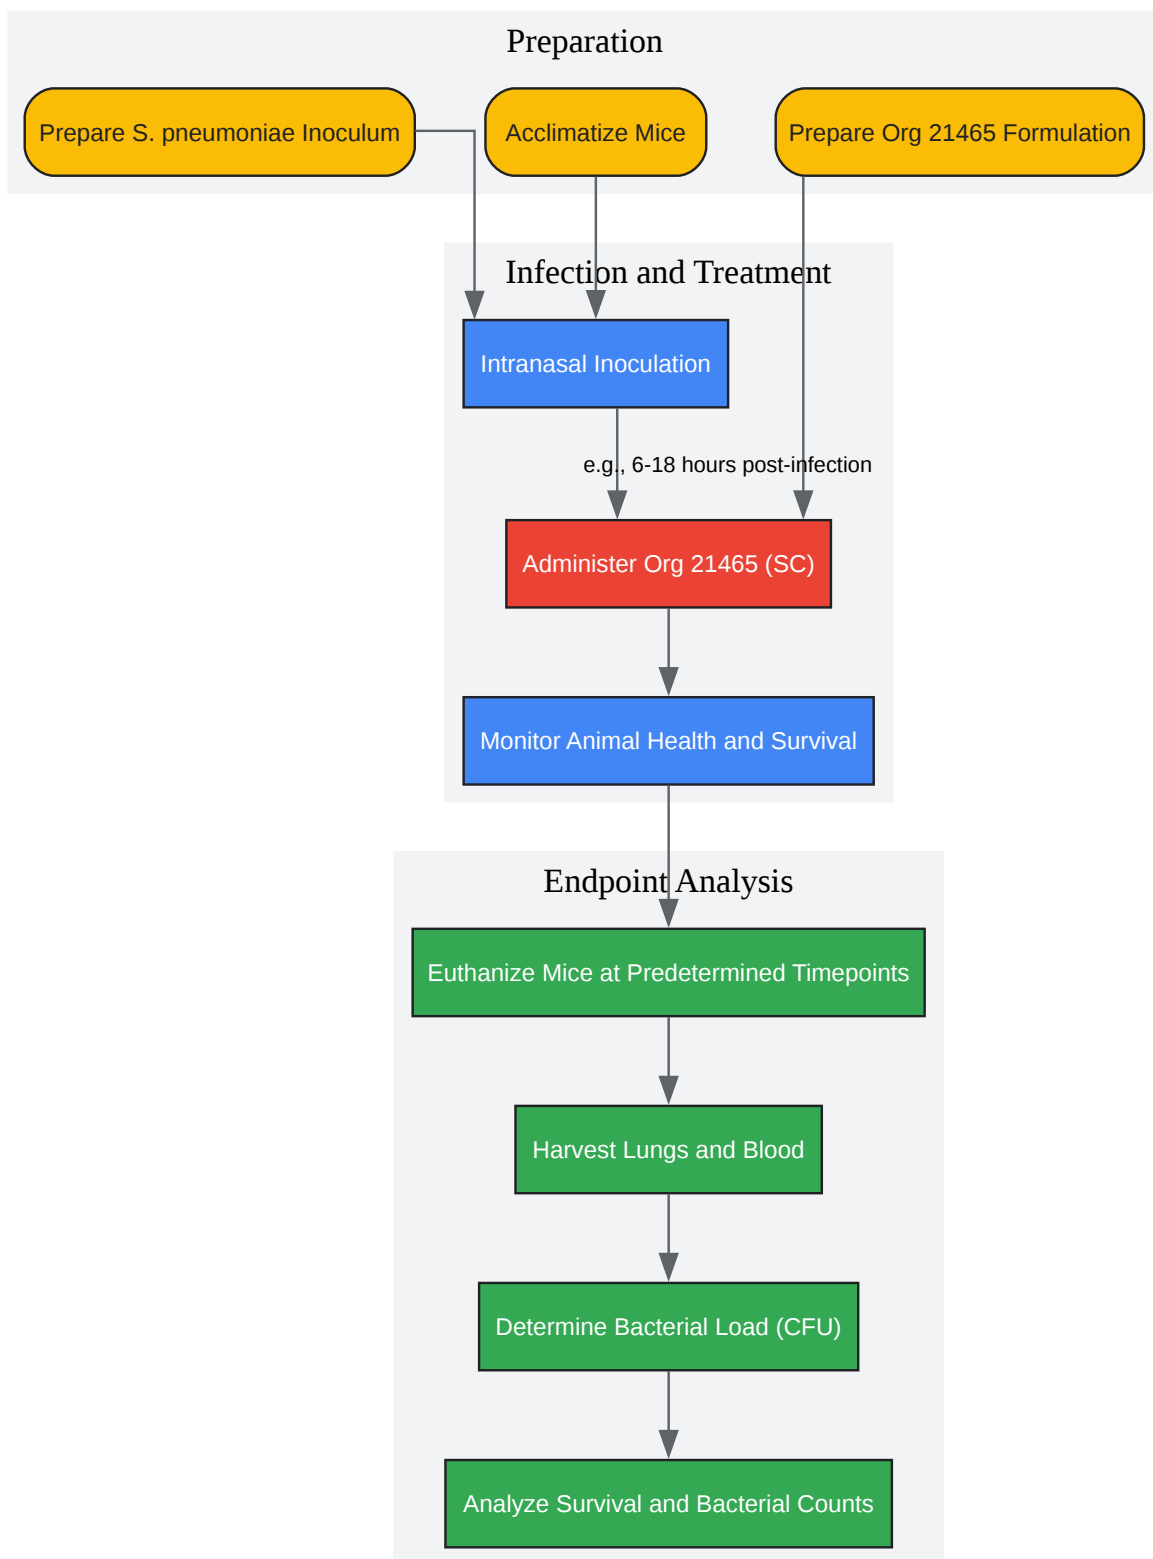 Preparation
Prepare S. pneumoniae Inoculum
Acclimatize Mice
Prepare Org 21465 Formulation
Infection and Treatment
Intranasal Inoculation
e.g., 6-18 hours post-infection
Administer Org 21465 (SC)
Monitor Animal Health and Survival
Endpoint Analysis
Euthanize Mice at Predetermined Timepoints
Harvest Lungs and Blood
Determine Bacterial Load (CFU)
Analyze Survival and Bacterial Counts